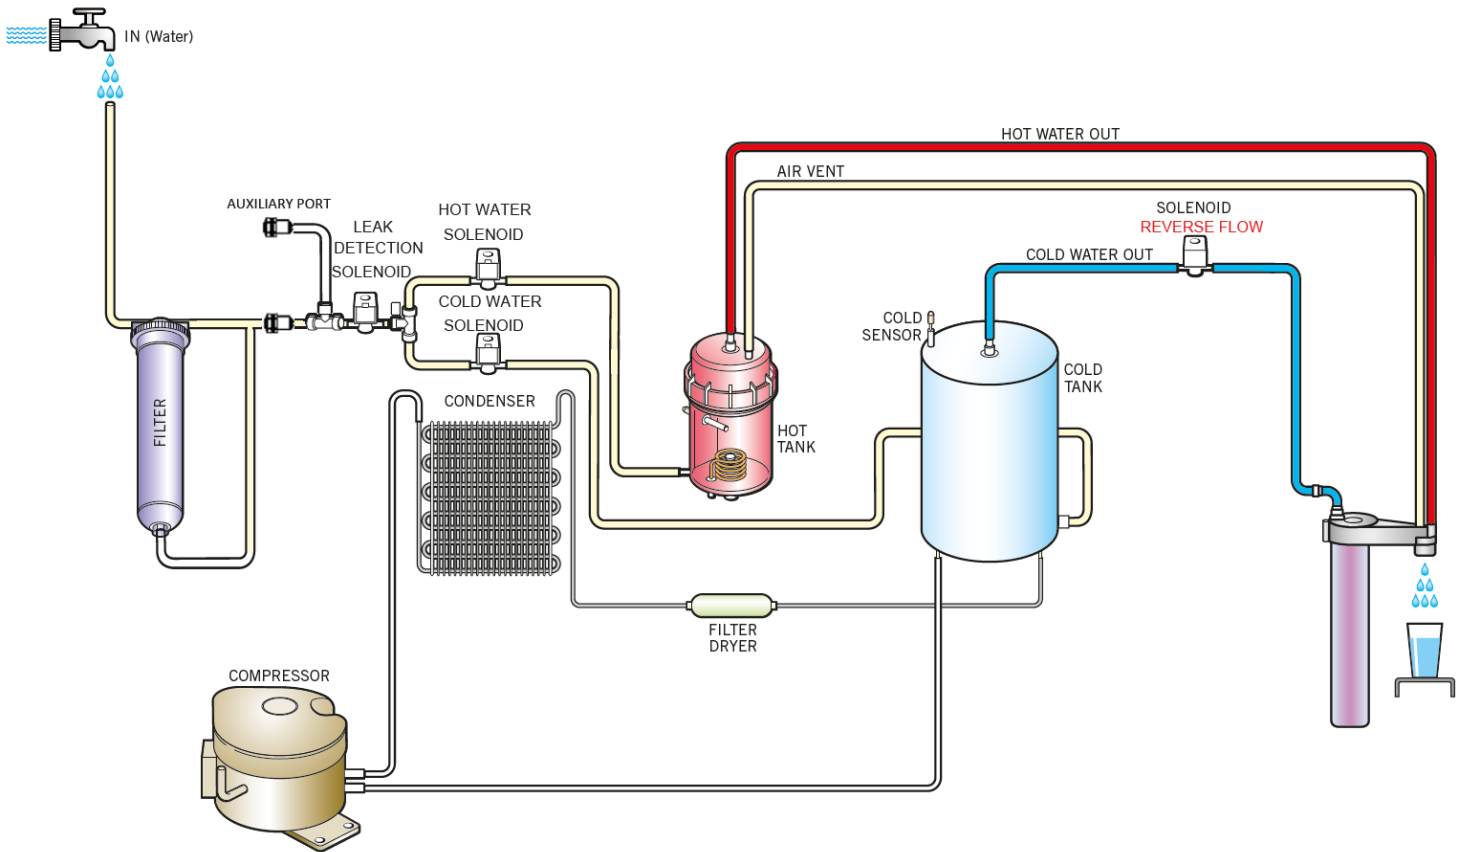 IN (Water)
HOT WATER OUT
AIR VENT
AUXILIARY PORT
LEAK
DETECTION
SOLENOID
HOT WATER
SOLENOID
COLD WATER
SOLENOID
SOLENOID
REVERSE FLOW
COLD WATER OUT
COLD
SENSOR
COLD
TANK
CONDENSER
FILTER
HOT
TANK
FILTER
DRYER
COMPRESSOR